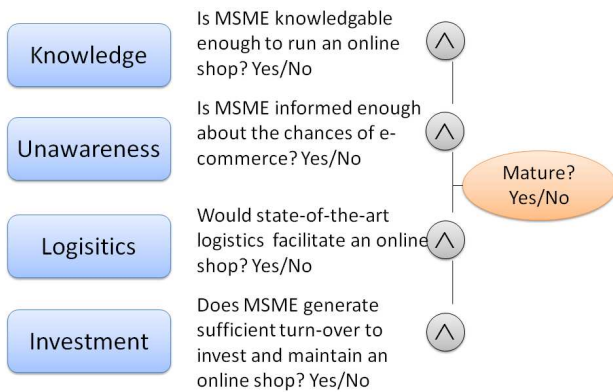 Knowledge
Is MSME knowledgable
enough to run an online
shop? Yes/No
Unawareness
Is MSME informed enough
about the chances of e-
commerce? Yes/No
Mature?
Yes/No
Logisitics
Would state-of-the-art
logistics facilitate an online
shop? Yes/No
Investment
Does MSME generate
sufficient turn-over to
invest and maintain an
online shop? Yes/No